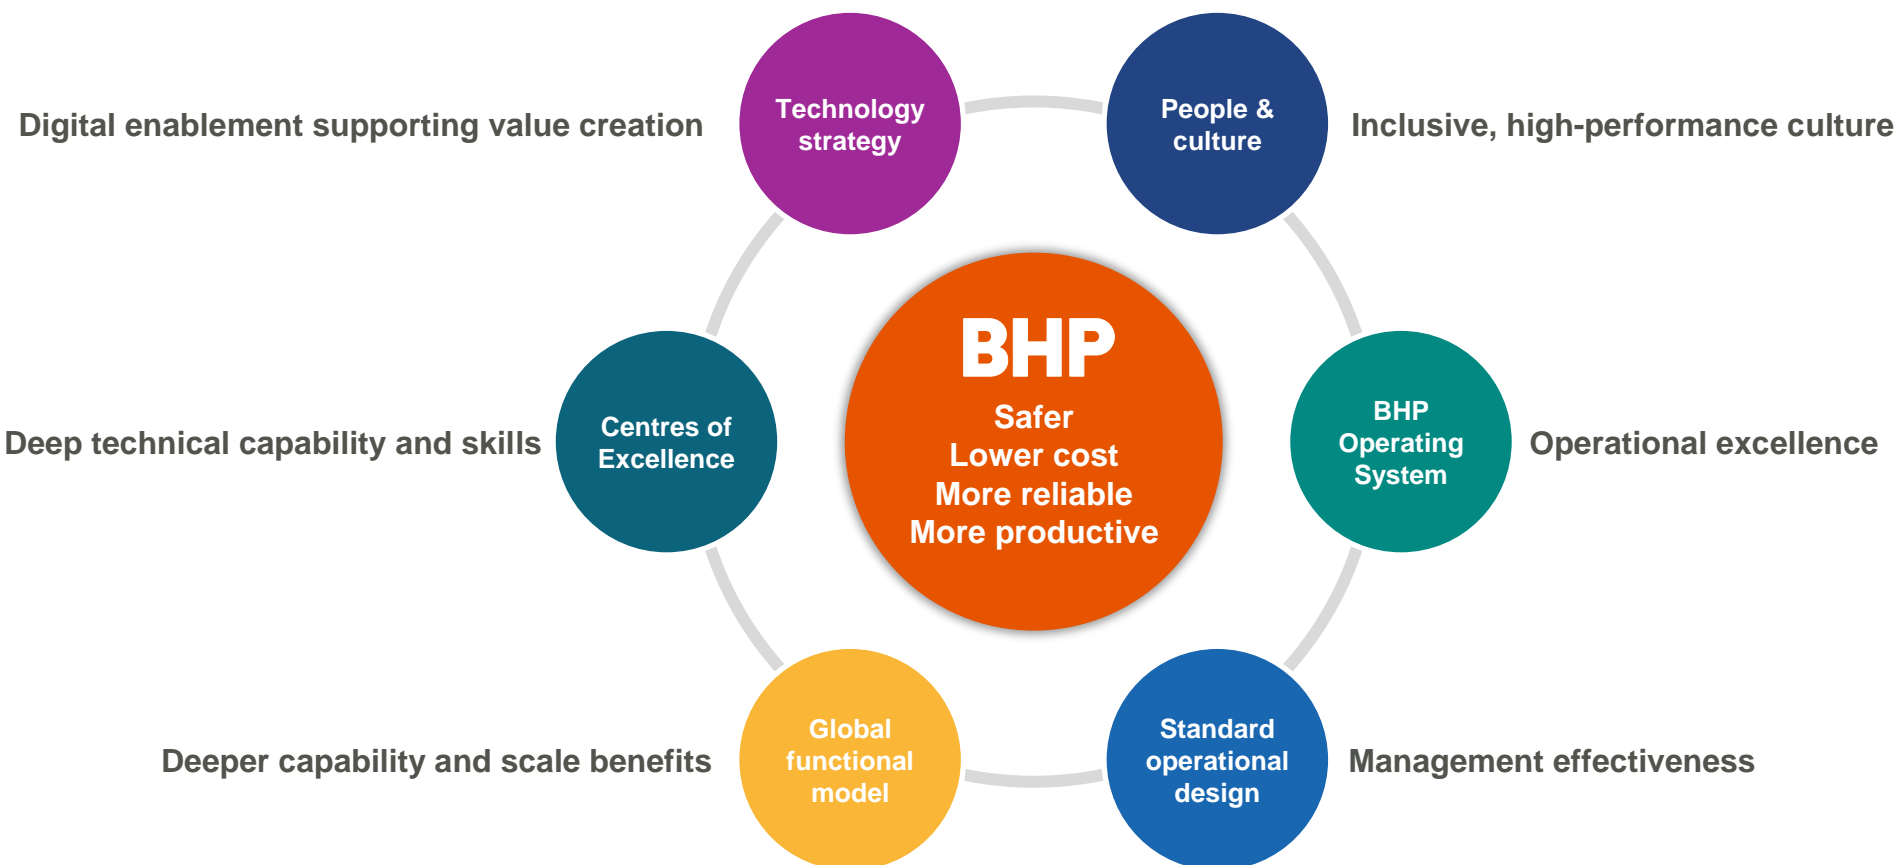 Technology
strategy
People &
culture
Digital enablement supporting value creation
Inclusive, high-performance culture
BHP
Safer
Lower cost
More reliable
More productive
Centres of
Excellence
Deep technical capability and skills
BHP
Operating
System
Operational excellence
Global
functional
model
Deeper capability and scale benefits
Standard
operational
design
Management effectiveness